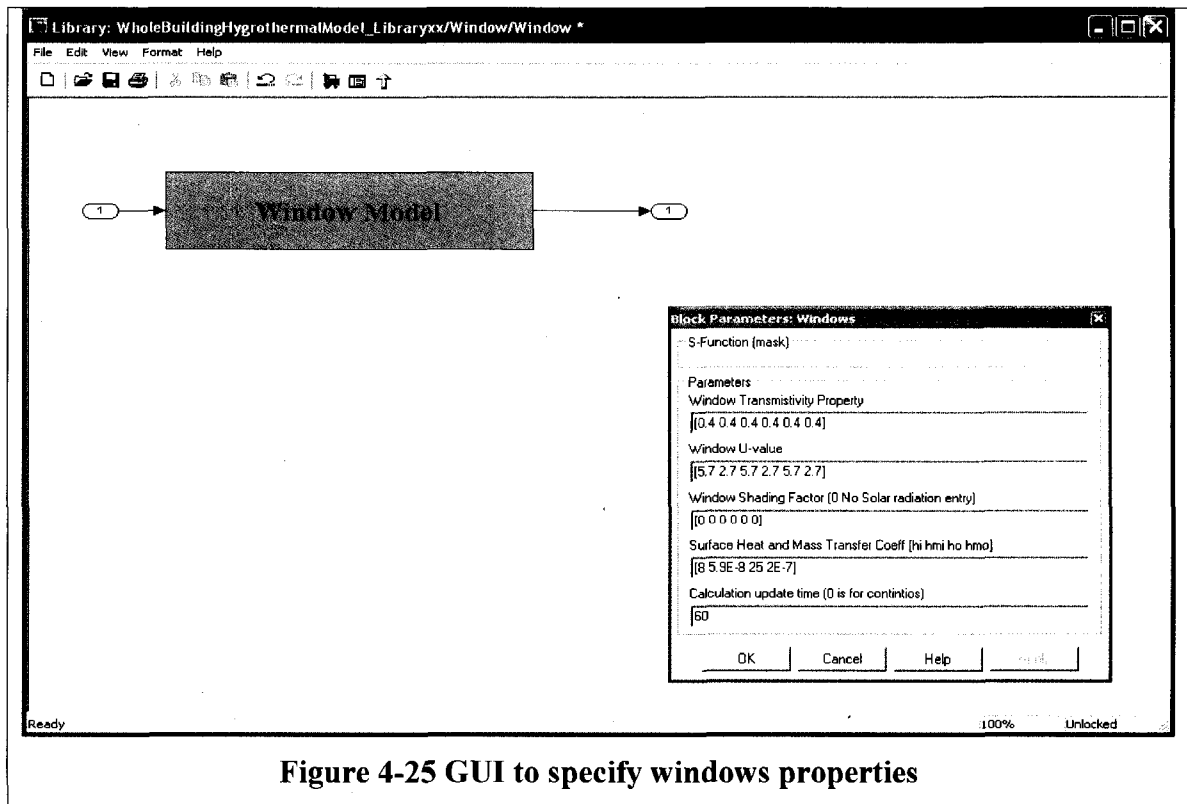 Library: WholeBuildingHygrothermalModel_Libraryxx/Window/Window *
File Edit View Format Help
1
Window Model
1
Block Parameters: Windows
S-Function (mask)
Parameters
Window Transmistivity Property
[0.4 0.4 0.4 0.4 0.4 0.4]
Window U-value
[5.7 2.7 5.7 2.7 5.7 2.7]
Window Shading Factor (0 No Solar radiation entry)
[0 0 0 0 0 0]
Surface Heat and Mass Transfer Coeff [hi hmi ho hmo]
[8 5.9E-8 25 2E-7]
Calculation update time (0 is for contintios)
60
OK Cancel Help
Ready 100% Unlocked
Figure 4-25 GUI to specify windows properties